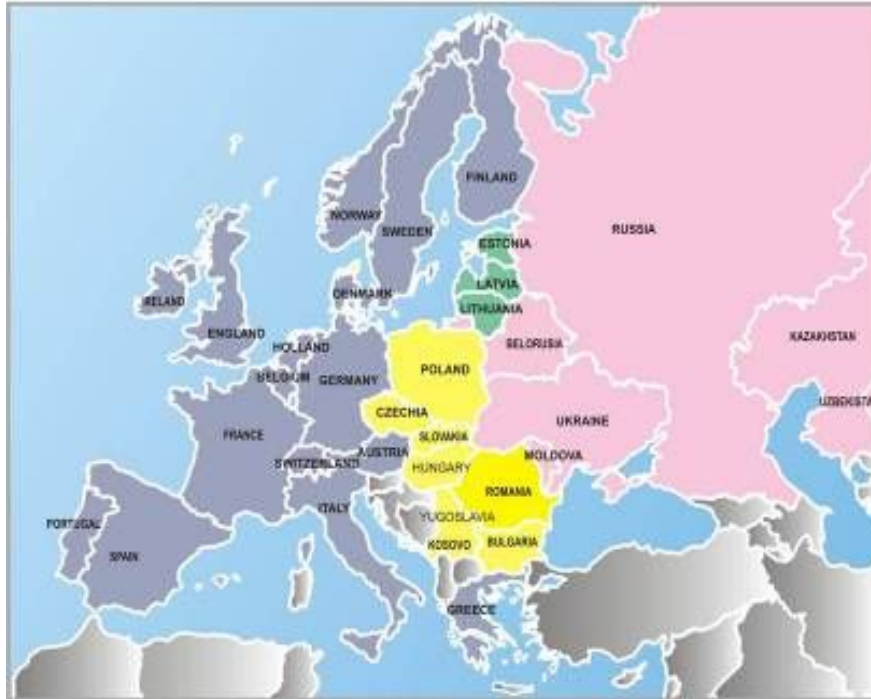 FINLAND
NORWAY
SWEDEN
RUSSIA
ESTONIA
LATVIA
LITHUANIA
DENMARK
IRELAND
ENGLAND
HOLLAND
BELGIUM
GERMANY
POLAND
BELORUSIA
KAZAKHSTAN
UZBEKISTA
CZECHIA
UKRAINE
FRANCE
SLOVAKIA
AUSTRIA
SWITZERLAND
HUNGARY
MOLDOVA
ROMANIA
ITALY
YUGOSLAVIA
PORTUGAL
SPAIN
KOSOVO
BULGARIA
GREECE